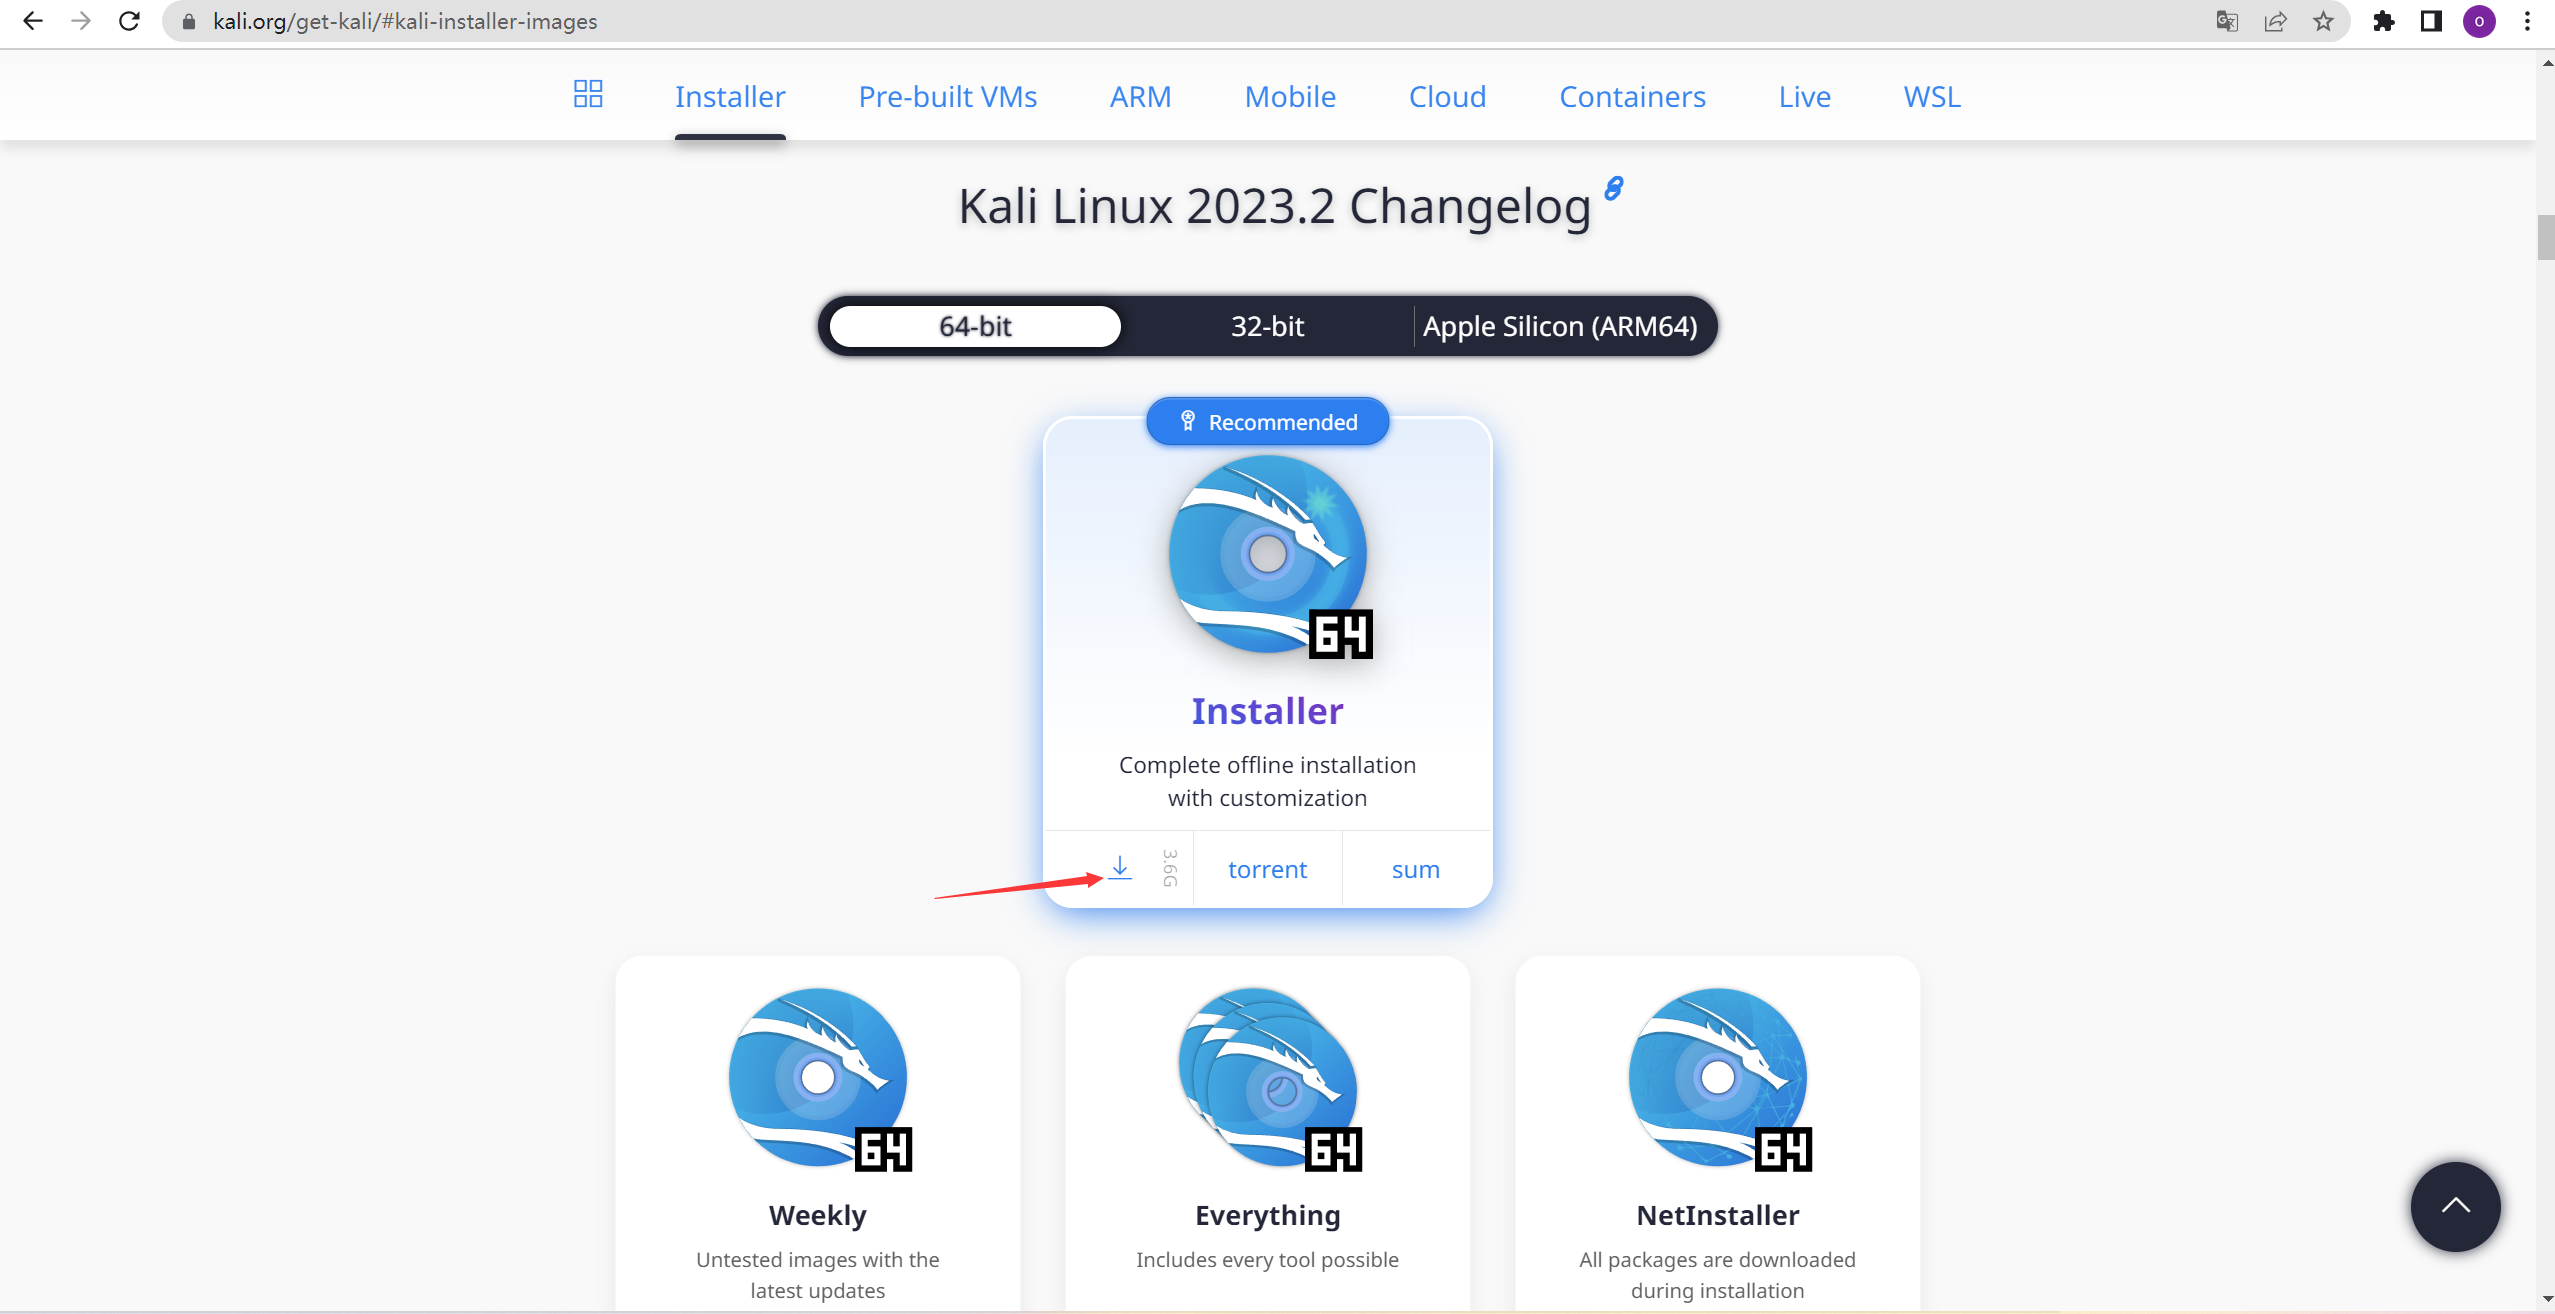 kali.org/get-kali/#kali-installer-images
O
Installer
Pre-built VMs
ARM
Mobile
Cloud
Containers
Live
WSL
Kali Linux 2023.2 Changelog
64-bit
32-bit
Apple Silicon (ARM64)
Recommended
64
Installer
Complete offline installation
with customization
3.6G
torrent
sum
64
Weekly
Untested images with the
latest updates
64
Everything
Includes every tool possible
64
NetInstaller
All packages are downloaded
during installation